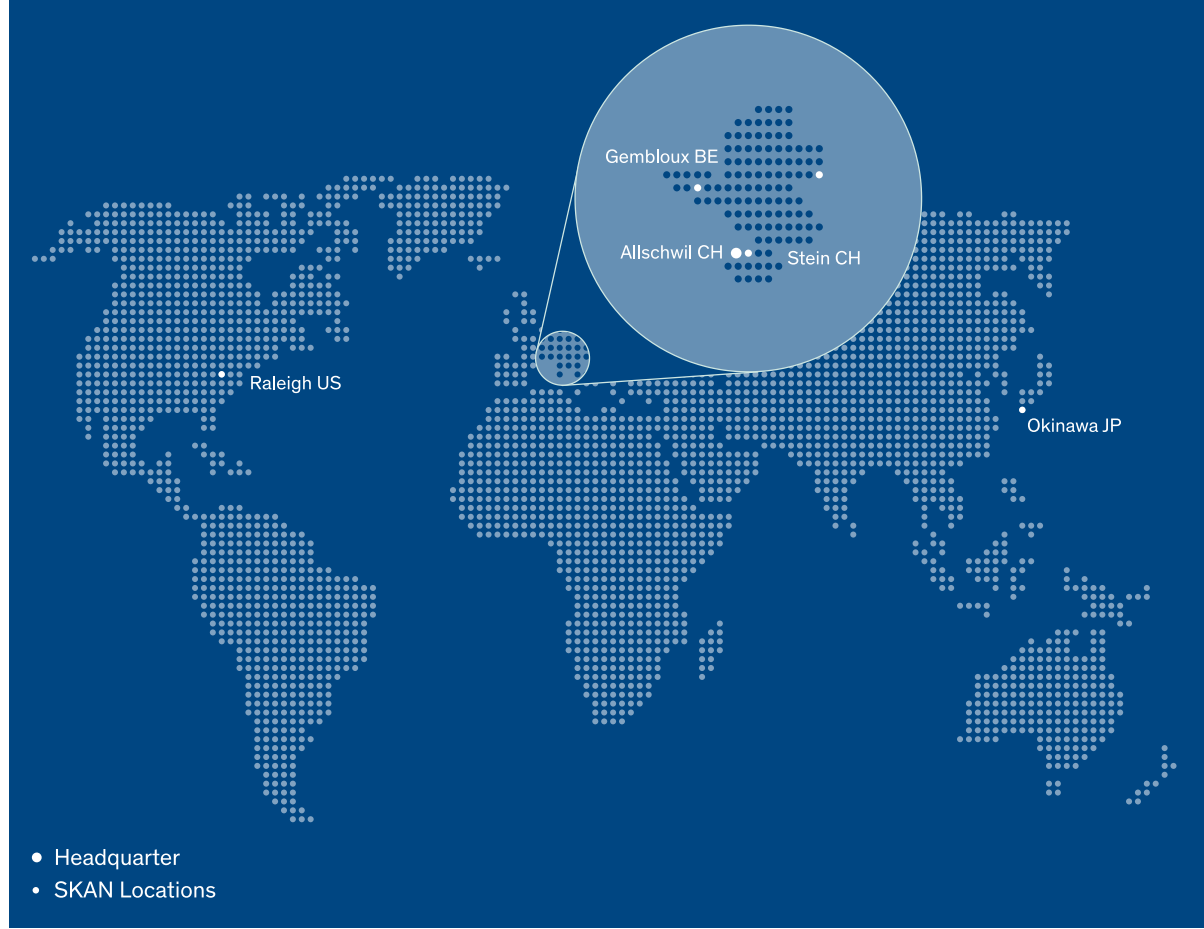 Gembloux BE
Allschwil CH
Stein CH
Raleigh US
Okinawa JP
Headquarter
SKAN Locations